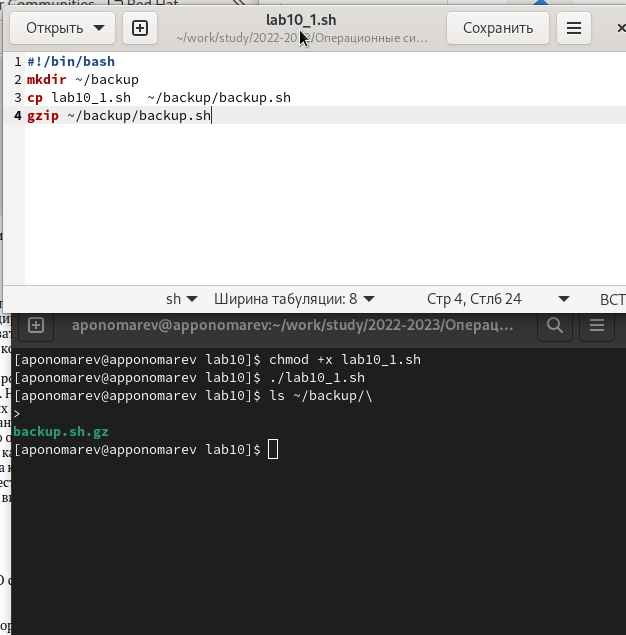 Communities Red Hat
Открыть
lab10_1.sh
~/work/study/2022-2023/Операционные си…
Сохранить
1 #!/bin/bash
2 mkdir ~/backup
3 cp lab10_1.sh  ~/backup/backup.sh
4 gzip ~/backup/backup.sh
sh Ширина табуляции: 8 Стр 4, Стлб 24 ВСТ
aponomarev@apponomarev:~/work/study/2022-2023/Операц…
[aponomarev@apponomarev lab10]$ chmod +x lab10_1.sh
[aponomarev@apponomarev lab10]$ ./lab10_1.sh
[aponomarev@apponomarev lab10]$ ls ~/backup/\
>
backup.sh.gz
[aponomarev@apponomarev lab10]$